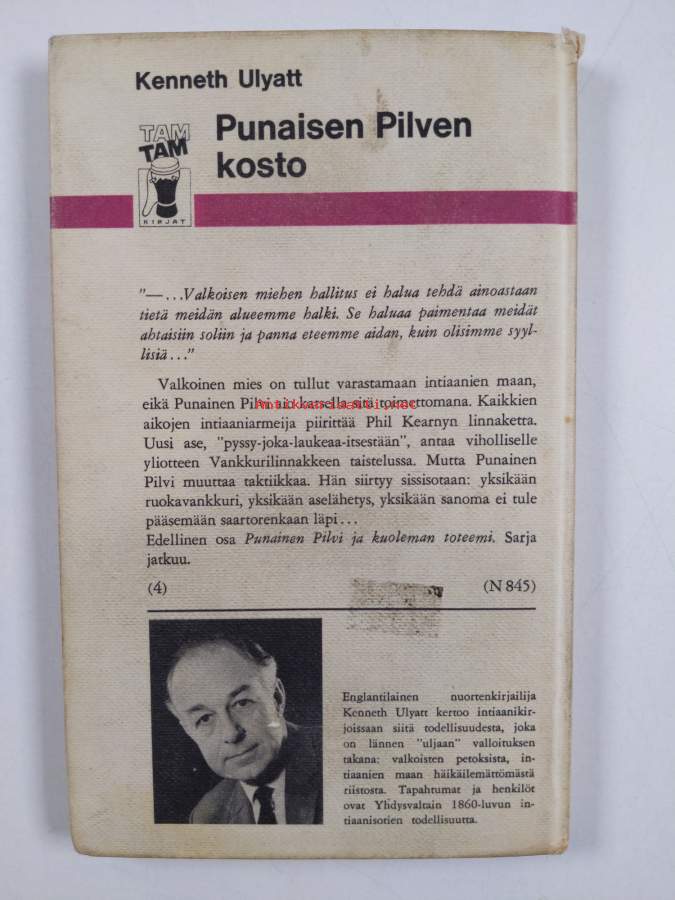 Kenneth Ulyatt
TAM
TAM
KIRJAT
Punaisen Pilven
kosto
"—...Valkoisen miehen hallitus ei halua tehdä ainoastaan
tietä meidän alueemme halki. Se haluaa paimentaa meidät
ahtaisiin soliin ja panna eteemme aidan, kuin olisimme syyl-
lisiä..."
Valkoinen mies on tullut varastamaan intiaanien maan,
eikä Punainen Pilvi aio katsella sitä toimettomana. Kaikkien
Antikvariaatti.net
aikojen intiaaniarmeija piirittää Phil Kearnyn linnaketta.
Uusi ase, "pyssy-joka-laukeaa-itsestään", antaa viholliselle
yliotteen Vankkurilinnakkeen taistelussa. Mutta Punainen
Pilvi muuttaa taktiikkaa. Hän siirtyy sissisotaan: yksikään
ruokavankkuri, yksikään aselähetys, yksikään sanoma ei tule
pääsemään saartorenkaan läpi...
Edellinen osa Punainen Pilvi ja kuoleman toteemi. Sarja
jatkuu.
(4) (N 845)
Englantilainen nuortenkirjailija
Kenneth Ulyatt kertoo intiaanikir-
joissaan siitä todellisuudesta, joka
on lännen "uljaan" valloituksen
takana: valkoisten petoksista, in-
tiaanien maan häikäilemättömästä
riistosta. Tapahtumat ja henkilöt
ovat Yhdysvaltain 1860-luvun in-
tiaanisotien todellisuutta.